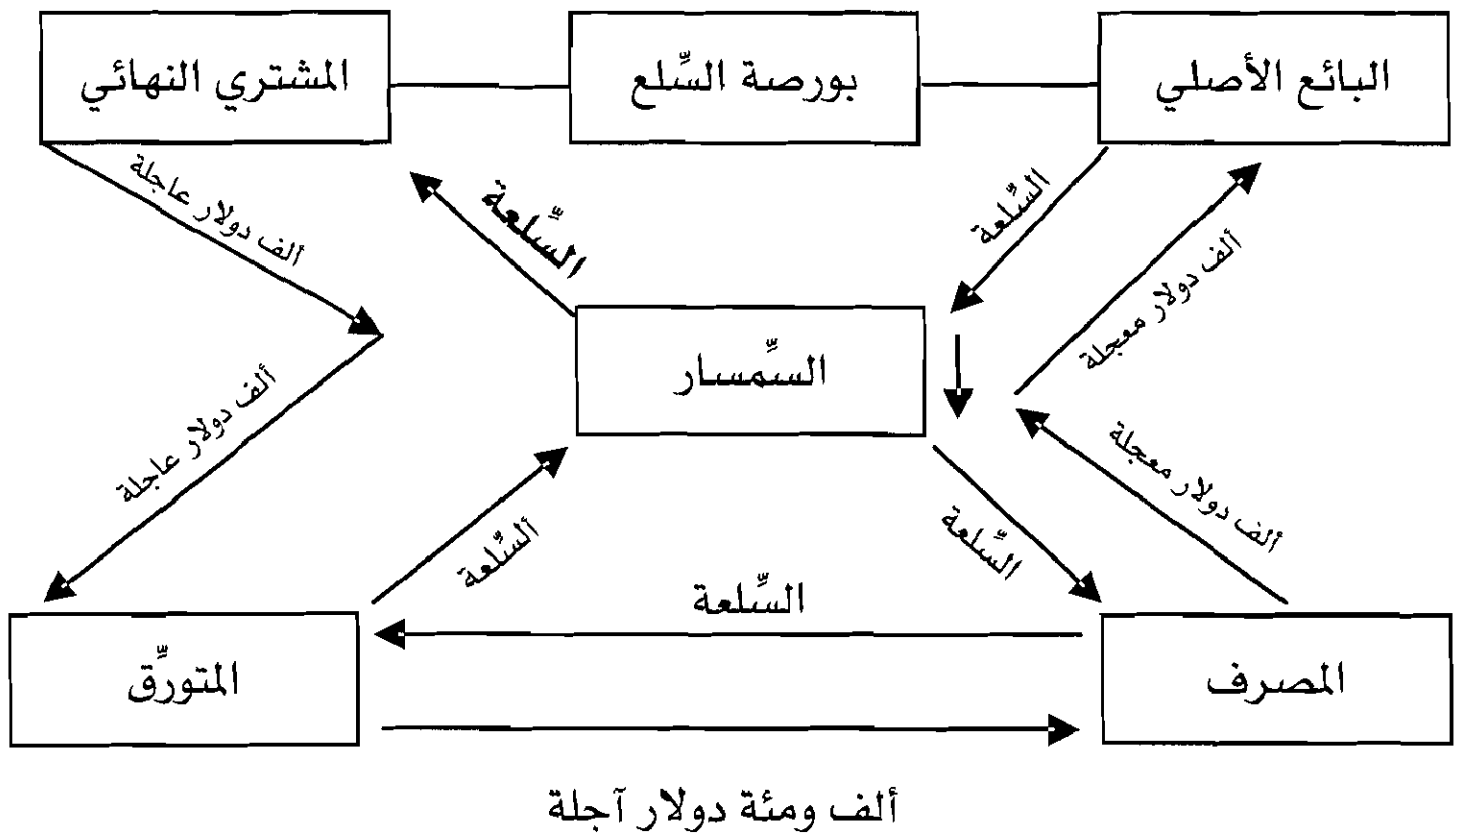 البائع الأصلي
بورصة السِّلع
المشتري النهائي
السِّلعة
ألف دولار معجلة
السِّلعة
ألف دولار عاجلة
السِّمسار
ألف دولار معجلة
السِّلعة
السِّلعة
ألف دولار عاجلة
السِّلعة
المصرف
المتورِّق
ألف ومئة دولار آجلة